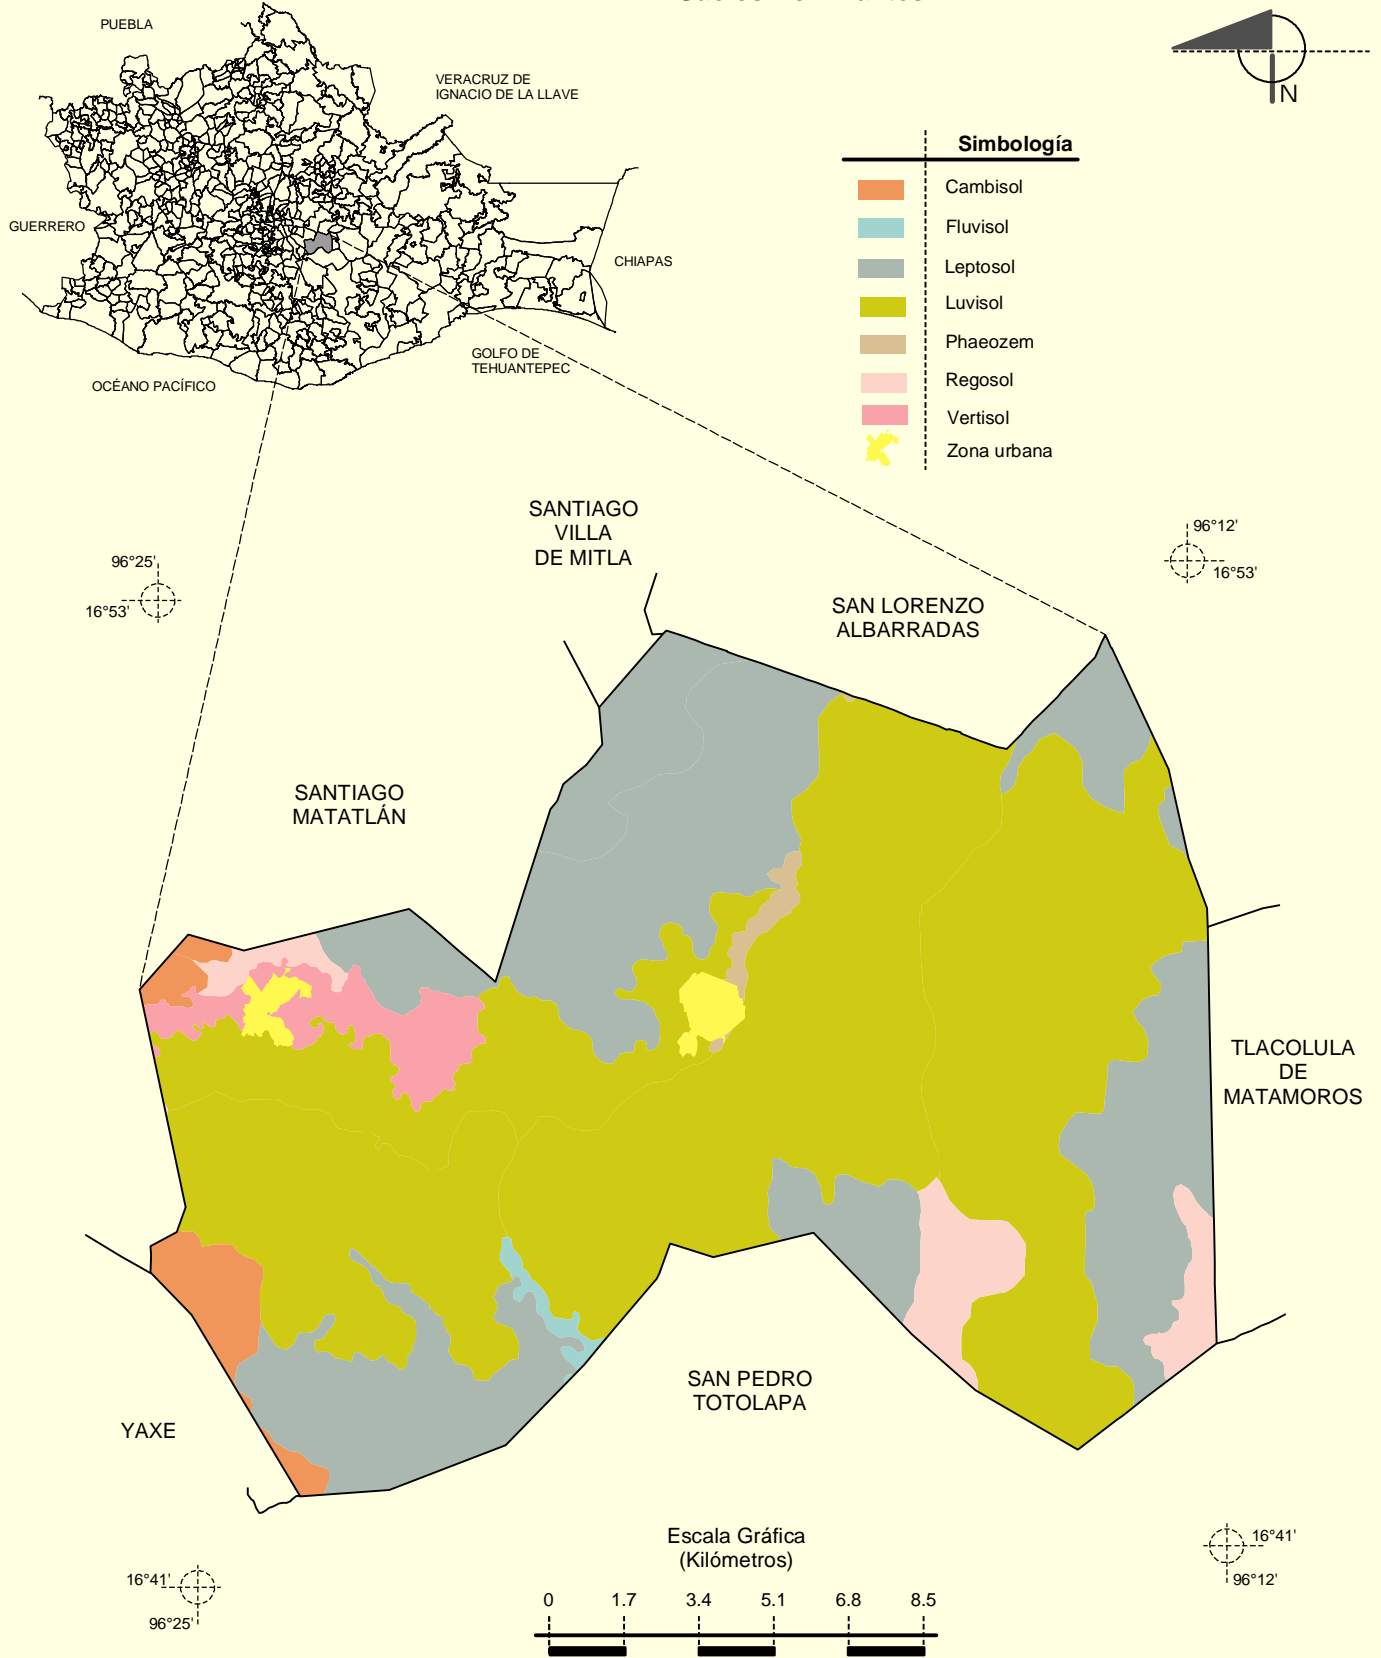 PUEBLA
VERACRUZ DE
IGNACIO DE LA LLAVE
N
Simbología
Cambisol
Fluvisol
Leptosol
Luvisol
Phaeozem
Regosol
Vertisol
Zona urbana
GUERRERO
CHIAPAS
GOLFO DE
TEHUANTEPEC
OCÉANO PACÍFICO
96°25'
16°53'
96°12'
16°53'
SANTIAGO
VILLA
DE MITLA
SAN LORENZO
ALBARRADAS
SANTIAGO
MATATLÁN
TLACOLULA
DE
MATAMOROS
SAN PEDRO
TOTOLAPA
YAXE
16°41'
96°25'
16°41'
96°12'
Escala Gráfica
(Kilómetros)
0 1.7 3.4 5.1 6.8 8.5